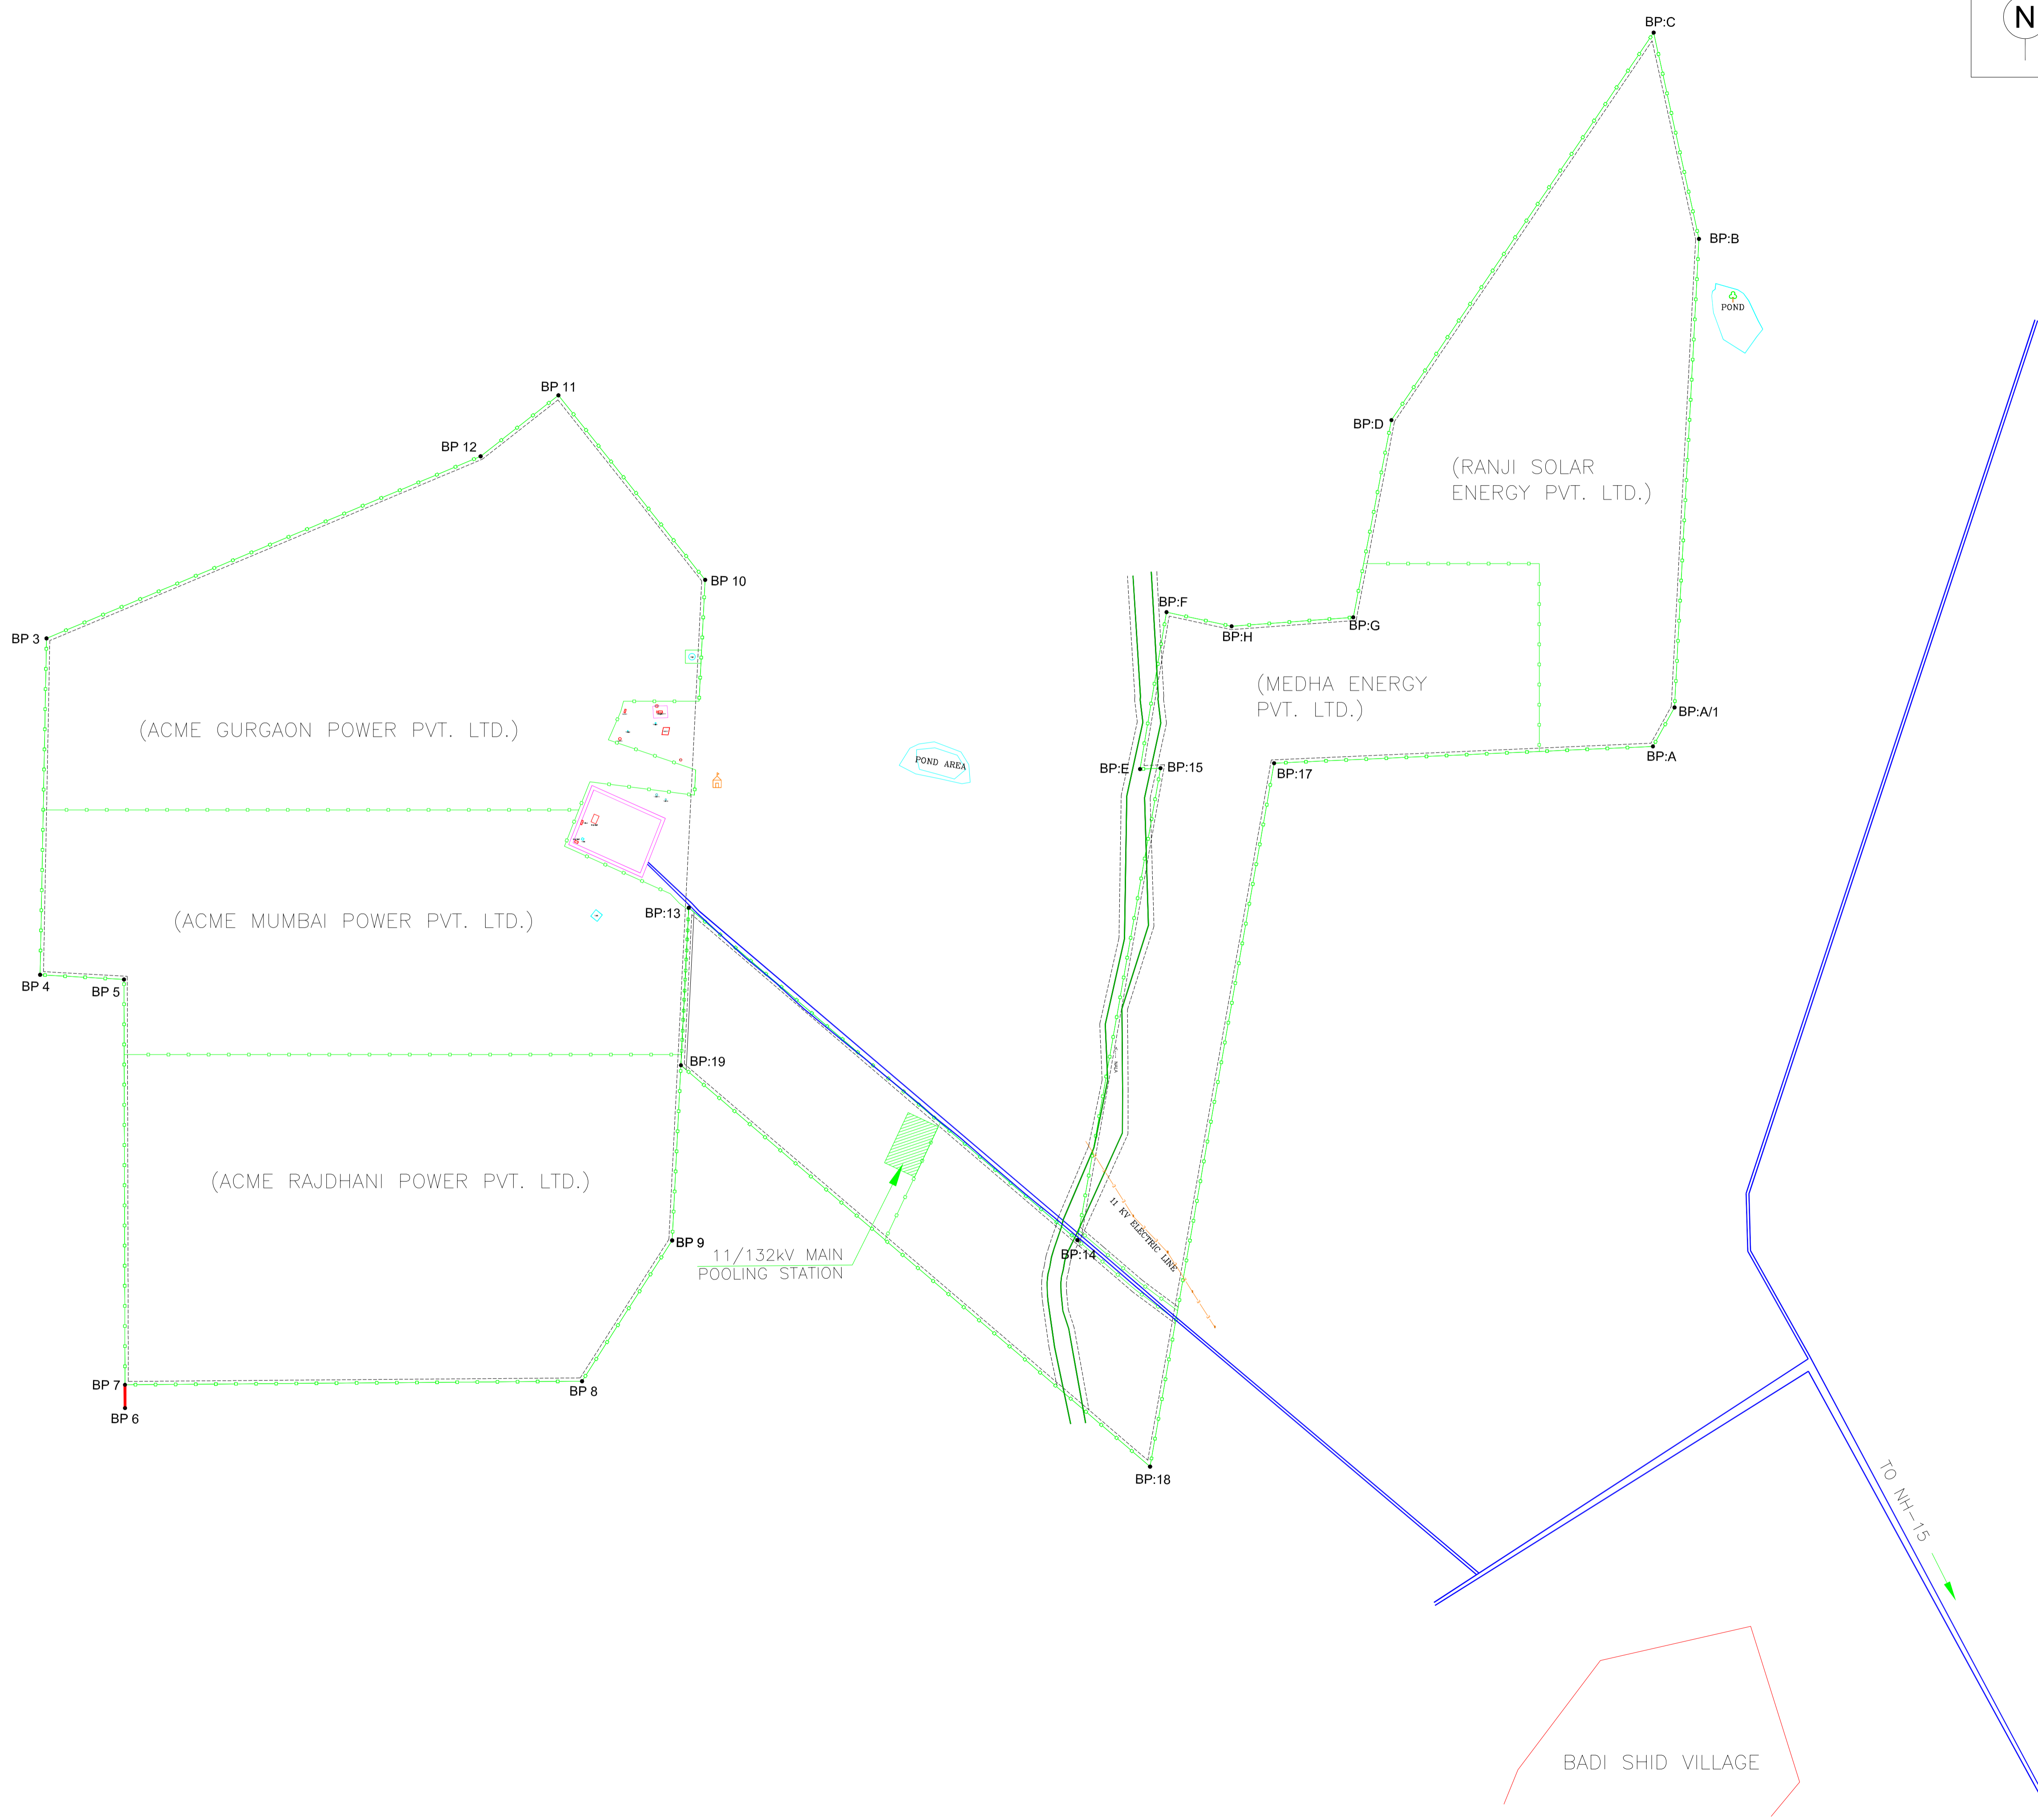 BP:C
N
BP:B
POND
BP 11
BP:D
BP 12
(RANJI SOLAR
ENERGY PVT. LTD.)
BP 10
BP:F
BP:H
BP:G
BP 3
(MEDHA ENERGY
PVT. LTD.)
BP:A/1
(ACME GURGAON POWER PVT. LTD.)
POND AREA
BP:E
BP:15
BP:17
BP:A
(ACME MUMBAI POWER PVT. LTD.)
BP:13
BP 4
BP 5
BP:19
(ACME RAJDHANI POWER PVT. LTD.)
11 KV ELECTRIC LINE
BP 9
BP:14
11/132kV MAIN
POOLING STATION
BP 7
BP 8
BP 6
BP:18
TO NH-15
BADI SHID VILLAGE